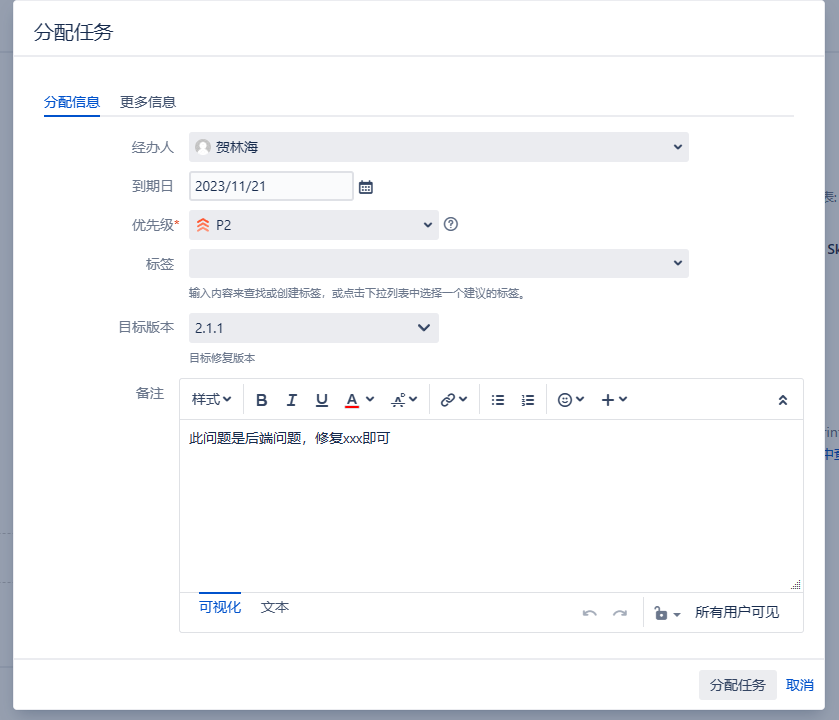 分配任务
分配信息 更多信息
经办人 贺林海
到期日 2023/11/21
优先级* P2
标签
输入内容来查找或创建标签，或点击下拉列表中选择一个建议的标签。
目标版本 2.1.1
目标修复版本
备注 样式 B I U A
此问题是后端问题，修复xxx即可
可视化 文本 所有用户可见
分配任务 取消
表:
Sk
rin
中查